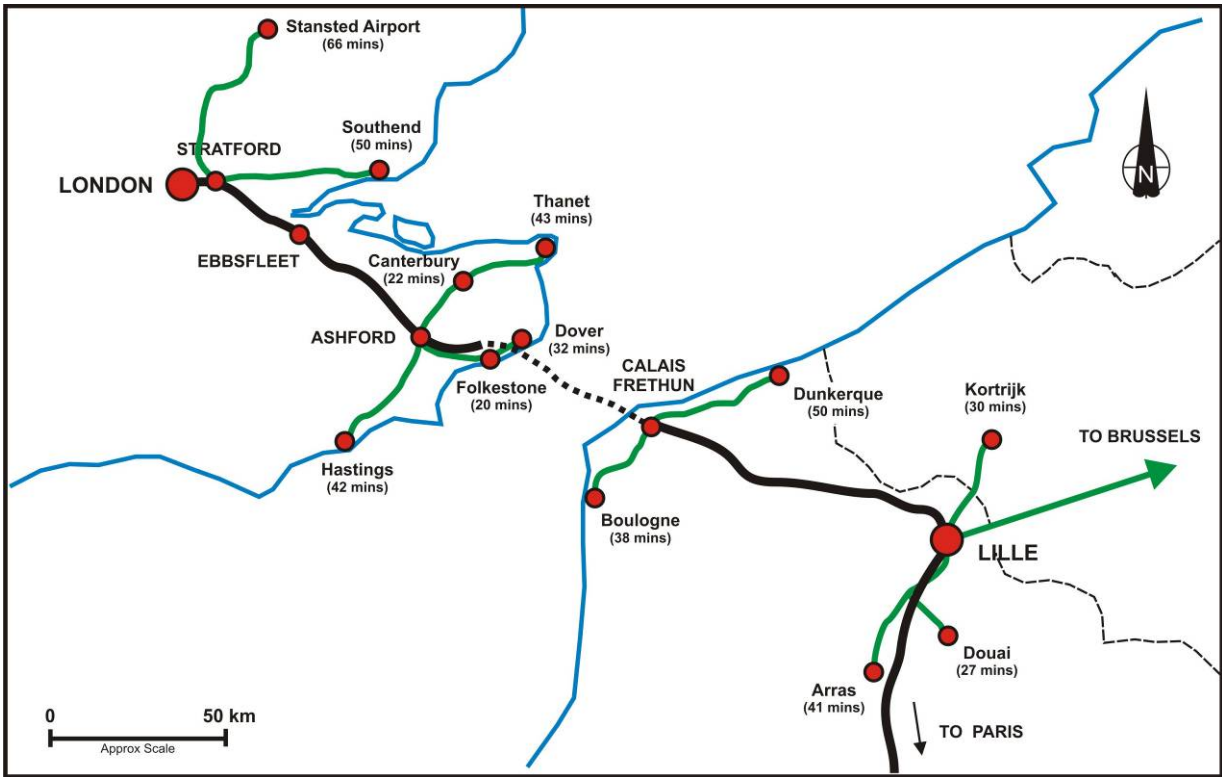 Stansted Airport
(66 mins)
Southend
(50 mins)
STRATFORD
LONDON
Thanet
(43 mins)
EBBSFLEET
Canterbury
(22 mins)
ASHFORD
Dover
(32 mins)
Folkestone
(20 mins)
CALAIS
FRETHUN
Dunkerque
(50 mins)
Kortrijk
(30 mins)
TO BRUSSELS
Hastings
(42 mins)
Boulogne
(38 mins)
LILLE
Douai
(27 mins)
Arras
(41 mins)
TO PARIS
0 50 km
Approx Scale
N